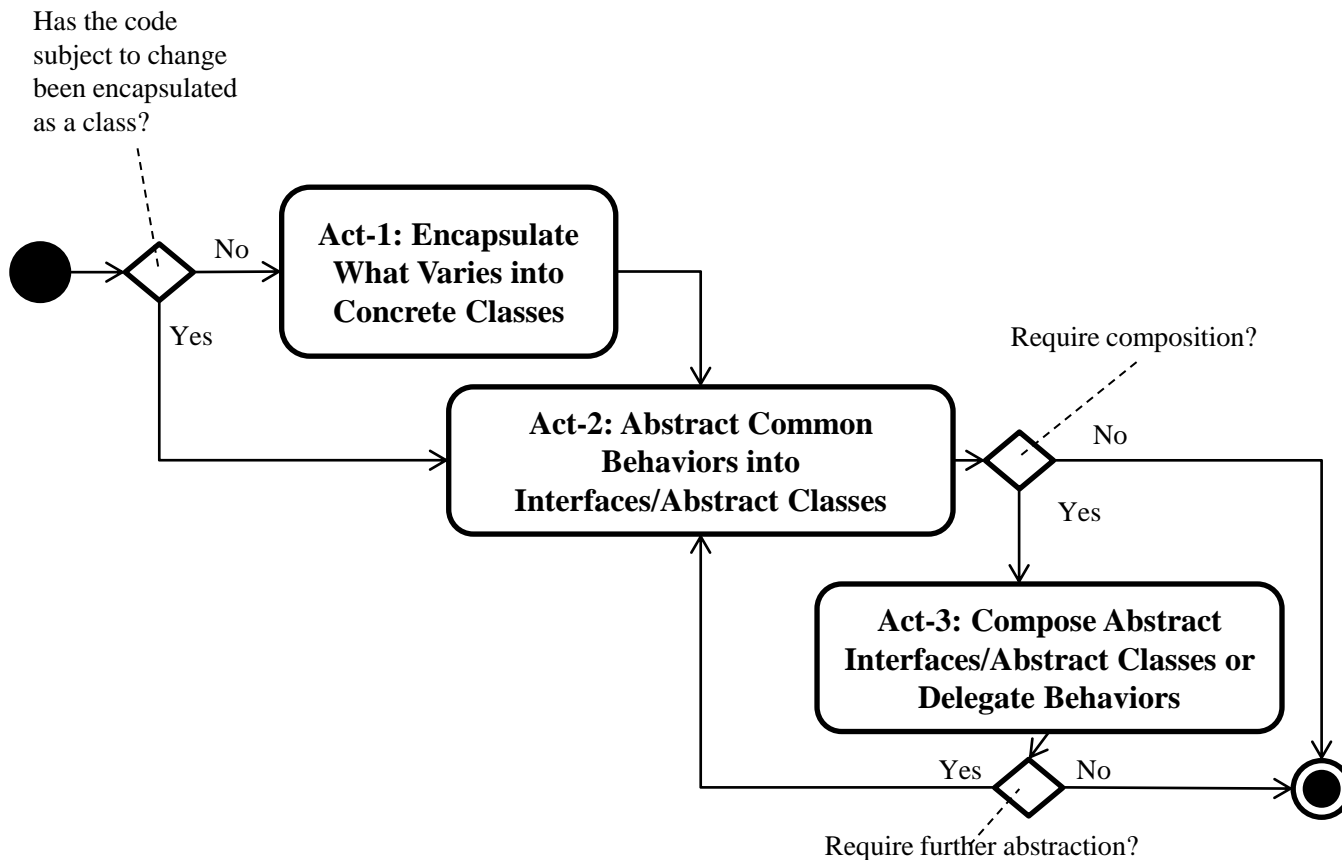 Has the code
subject to change
been encapsulated
as a class?
No
Yes
Act-1: Encapsulate
What Varies into
Concrete Classes
Require composition?
Act-2: Abstract Common
Behaviors into
Interfaces/Abstract Classes
No
Yes
Act-3: Compose Abstract
Interfaces/Abstract Classes or
Delegate Behaviors
Yes
No
Require further abstraction?